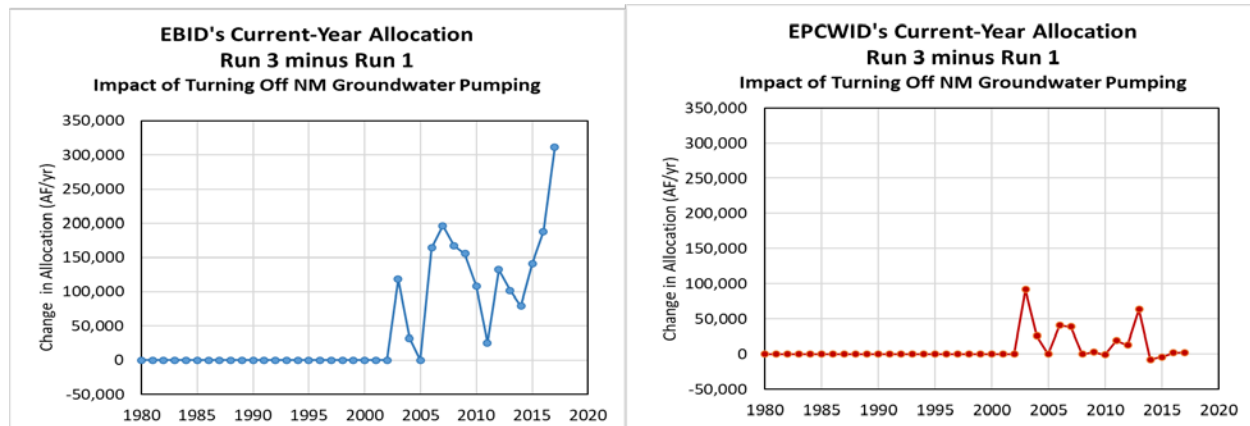 EBID's Current-Year Allocation
Run 3 minus Run 1
Impact of Turning Off NM Groundwater Pumping
Change in Allocation (AF/yr)
350,000
300,000
250,000
200,000
150,000
100,000
50,000
0
-50,000
1980 1985 1990 1995 2000 2005 2010 2015 2020
EPCWID's Current-Year Allocation
Run 3 minus Run 1
Impact of Turning Off NM Groundwater Pumping
Change in Allocation (AF/yr)
350,000
300,000
250,000
200,000
150,000
100,000
50,000
0
-50,000
1980 1985 1990 1995 2000 2005 2010 2015 2020